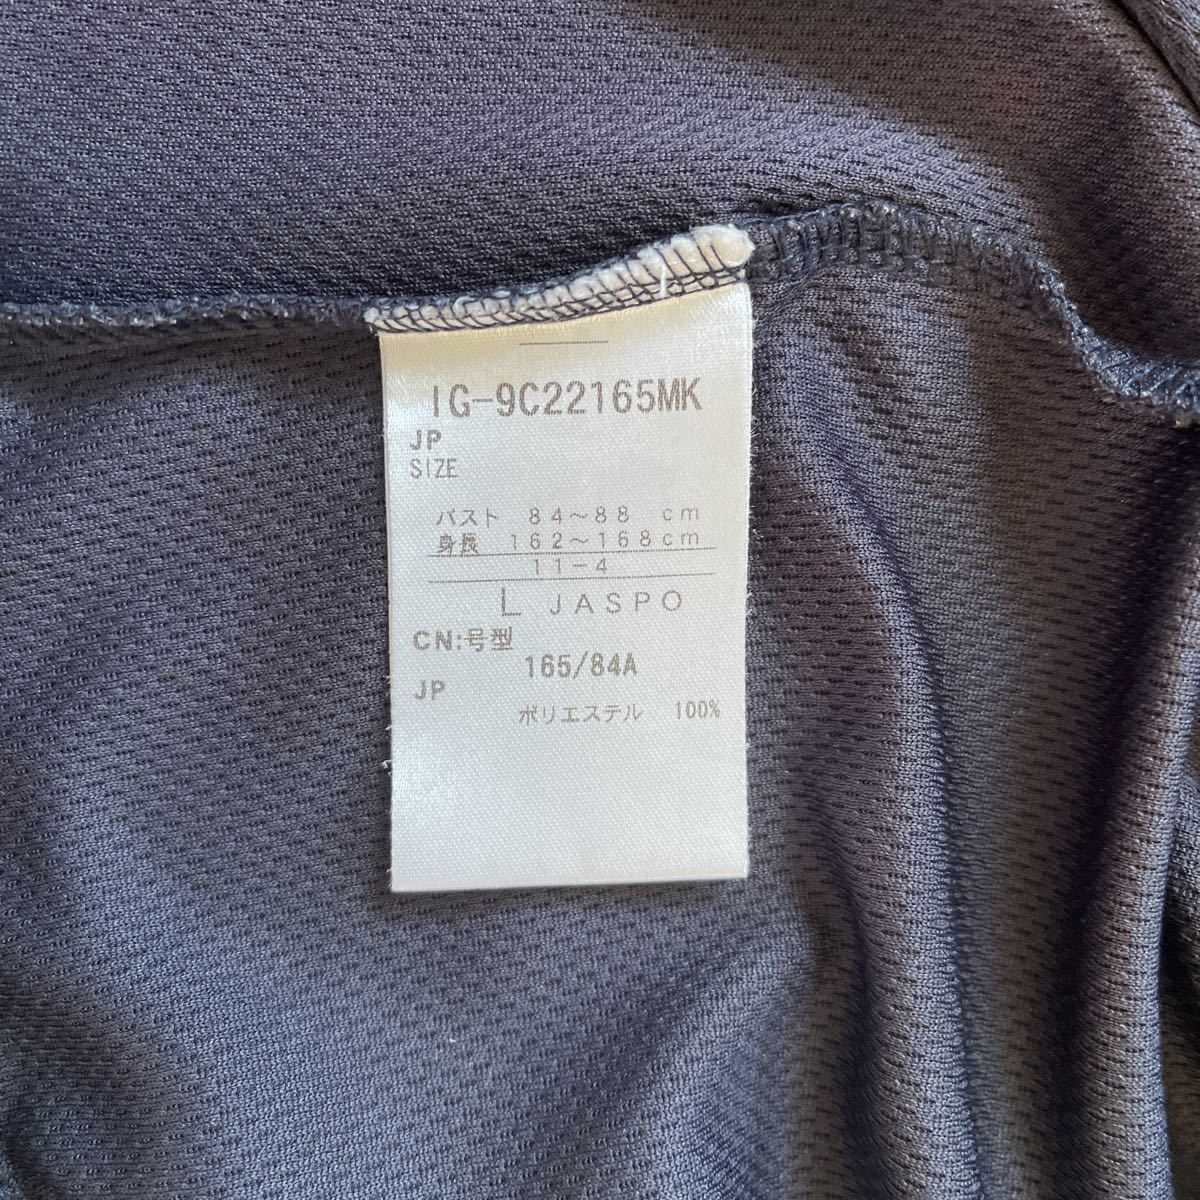 IG-9C22165MK
JP
SIZE
バスト 84～88 cm
身長 162～168cm
11-4
L JASPO
CN:号型
165/84A
JP
ポリエステル 100%